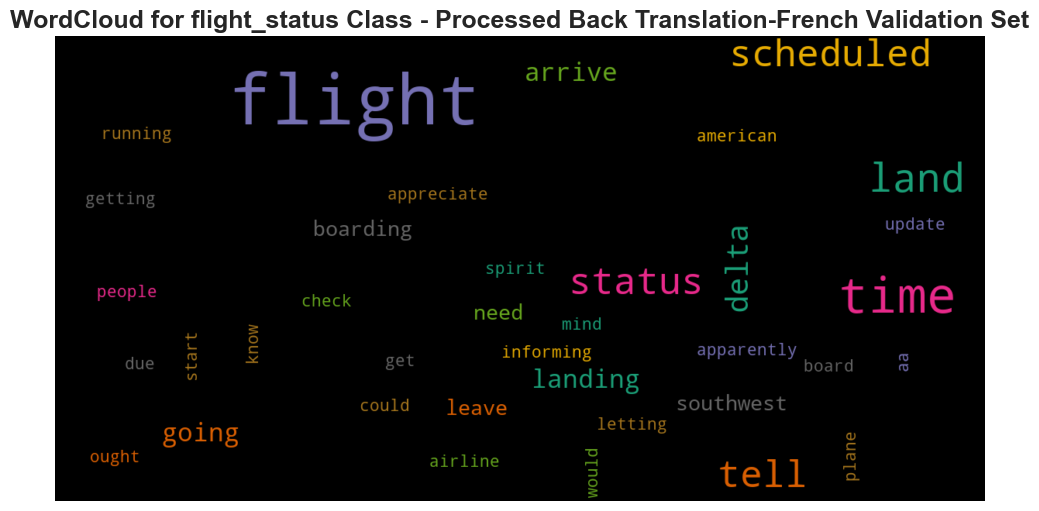 WordCloud for flight_status Class - Processed Back Translation-French Validation Set
scheduled
arrive
flight
running
american
land
getting
appreciate
update
boarding
delta
spirit
status
time
people
check
need
mind
start
know
informing
apparently
due
get
board
aa
landing
could
leave
southwest
letting
going
ought
airline
would
tell
plane